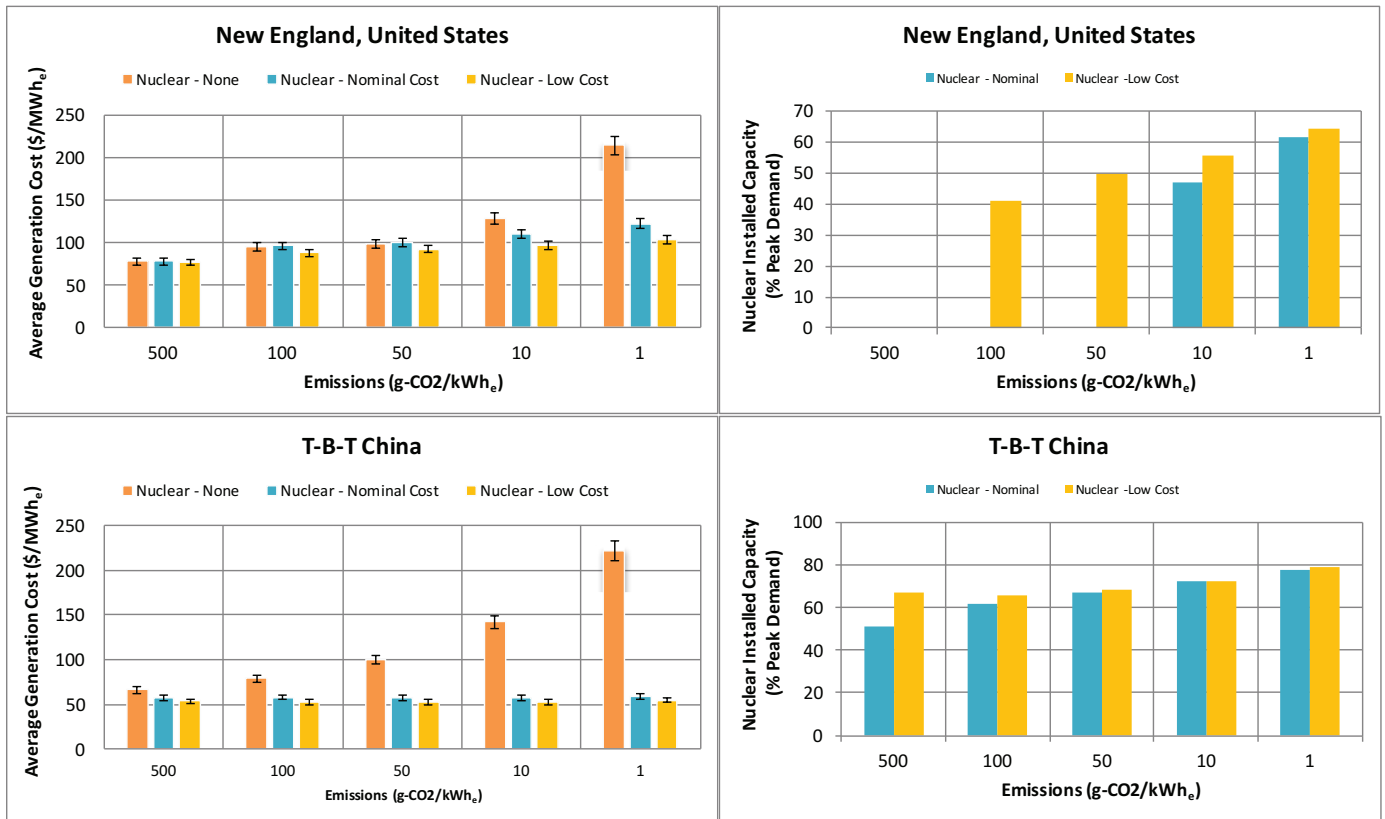 New England, United States
Nuclear - None Nuclear - Nominal Cost Nuclear - Low Cost
Average Generation Cost ($/MWhe)
250
200
150
100
50
0
500 100 50 10 1
Emissions (g-CO2/kWhe)
New England, United States
Nuclear - Nominal Nuclear -Low Cost
Nuclear Installed Capacity
(% Peak Demand)
70
60
50
40
30
20
10
0
500 100 50 10 1
Emissions (g-CO2/kWhe)
T-B-T China
Nuclear - None Nuclear - Nominal Cost Nuclear - Low Cost
Average Generation Cost ($/MWhe)
250
200
150
100
50
0
500 100 50 10 1
Emissions (g-CO2/kWhe)
T-B-T China
Nuclear - Nominal Nuclear -Low Cost
Nuclear Installed Capacity
(% Peak Demand)
100
80
60
40
20
0
500 100 50 10 1
Emissions (g-CO2/kWhe)